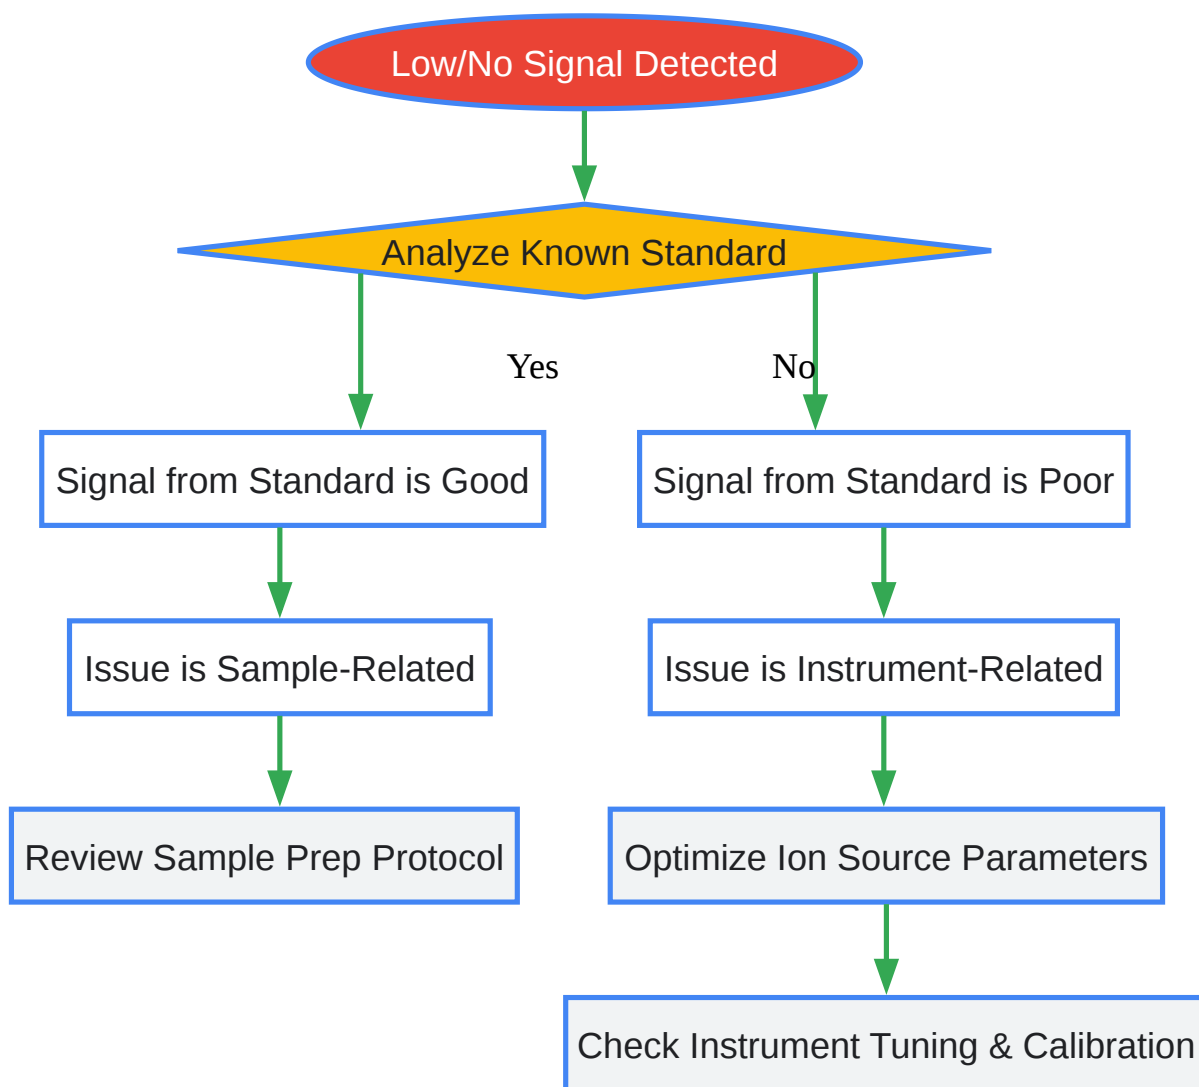 Low/No Signal Detected
Analyze Known Standard
Yes
No
Signal from Standard is Good
Signal from Standard is Poor
Issue is Sample-Related
Issue is Instrument-Related
Review Sample Prep Protocol
Optimize Ion Source Parameters
Check Instrument Tuning & Calibration